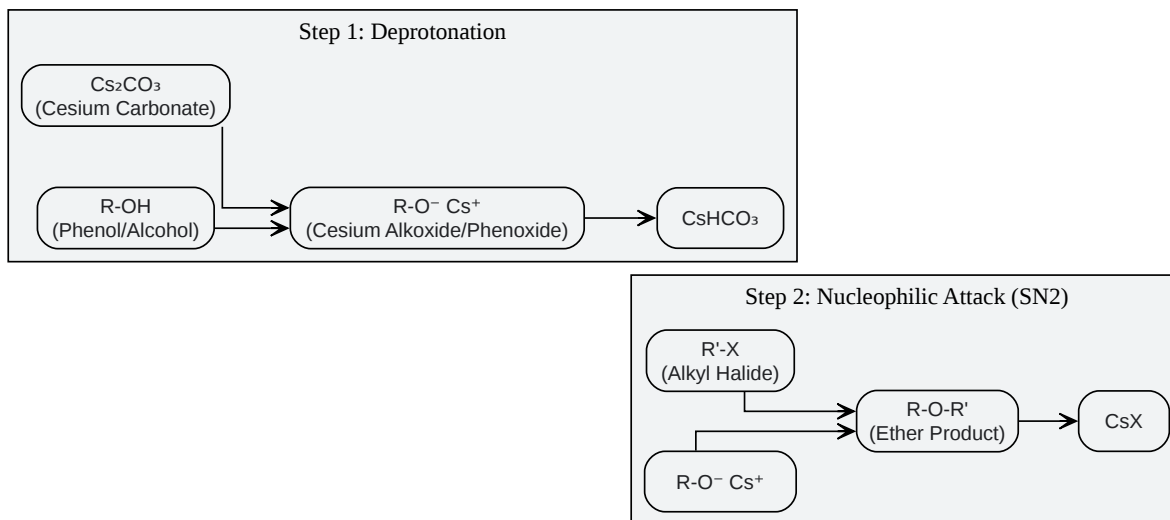 Step 1: Deprotonation
Cs₂CO₃
(Cesium Carbonate)
R-OH
(Phenol/Alcohol)
R-O⁻ Cs⁺
(Cesium Alkoxide/Phenoxide)
CsHCO₃
Step 2: Nucleophilic Attack (SN2)
R'-X
(Alkyl Halide)
R-O⁻ Cs⁺
R-O-R'
(Ether Product)
CsX